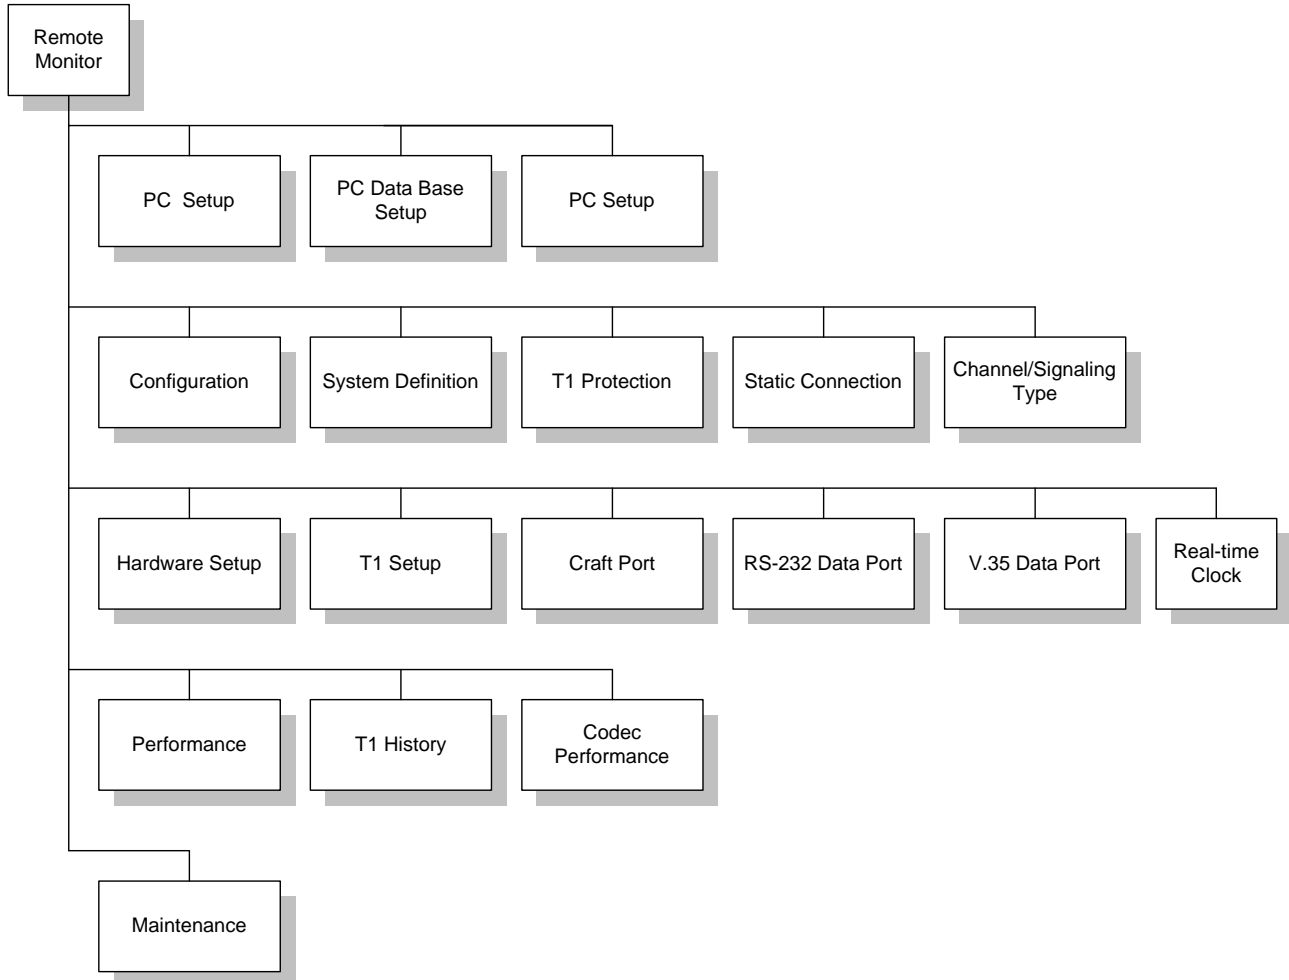 Remote
Monitor
PC  Setup
PC Data Base
Setup
PC Setup
Configuration
System Definition
T1 Protection
Static Connection
Channel/Signaling
Type
Hardware Setup
T1 Setup
Craft Port
RS-232 Data Port
V.35 Data Port
Real-time
Clock
Performance
T1 History
Codec
Performance
Maintenance